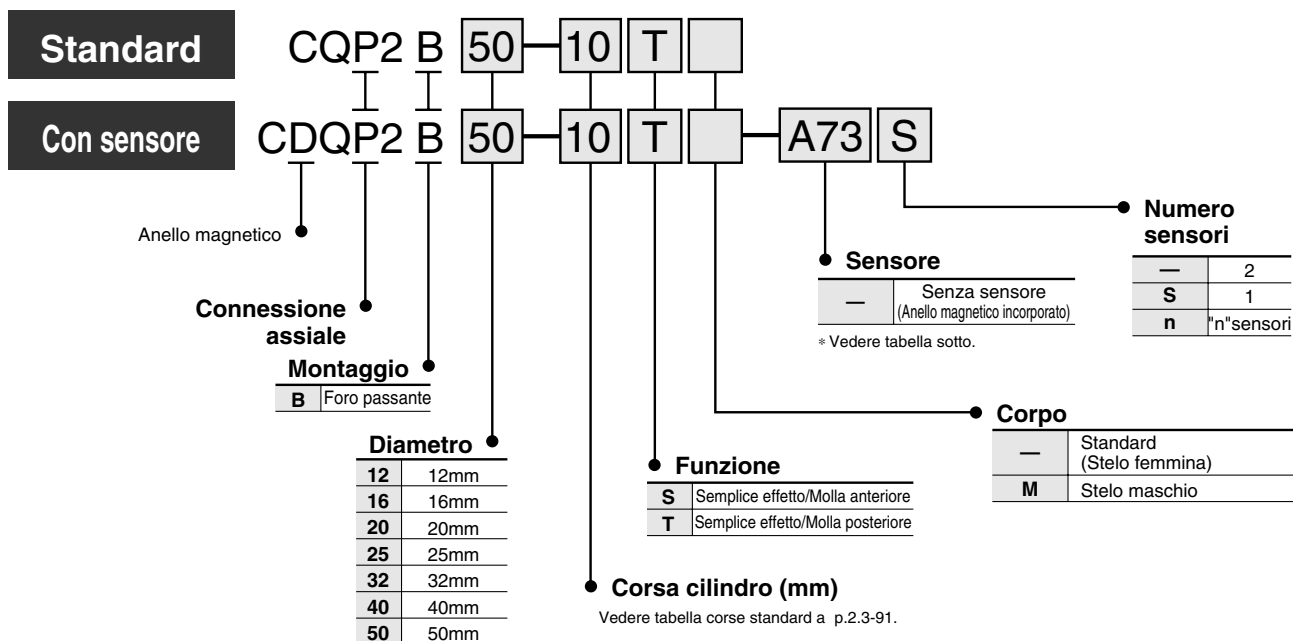 Standard CQP2 B 50-10 T
Con sensore CDQP2 B 50-10 T - A73 S
Anello magnetico
Connessione
assiale
Montaggio
B Foro passante
Diametro
12 12mm
16 16mm
20 20mm
25 25mm
32 32mm
40 40mm
50 50mm
Corsa cilindro (mm)
Vedere tabella corse standard a p.2.3-91.
Funzione
S Semplice effetto/Molla anteriore
T Semplice effetto/Molla posteriore
Corpo
— Standard
(Stelo femmina)
M Stelo maschio
Sensore
— Senza sensore
(Anello magnetico incorporato)
* Vedere tabella sotto.
Numero
sensori
— 2
S 1
n "n"sensori